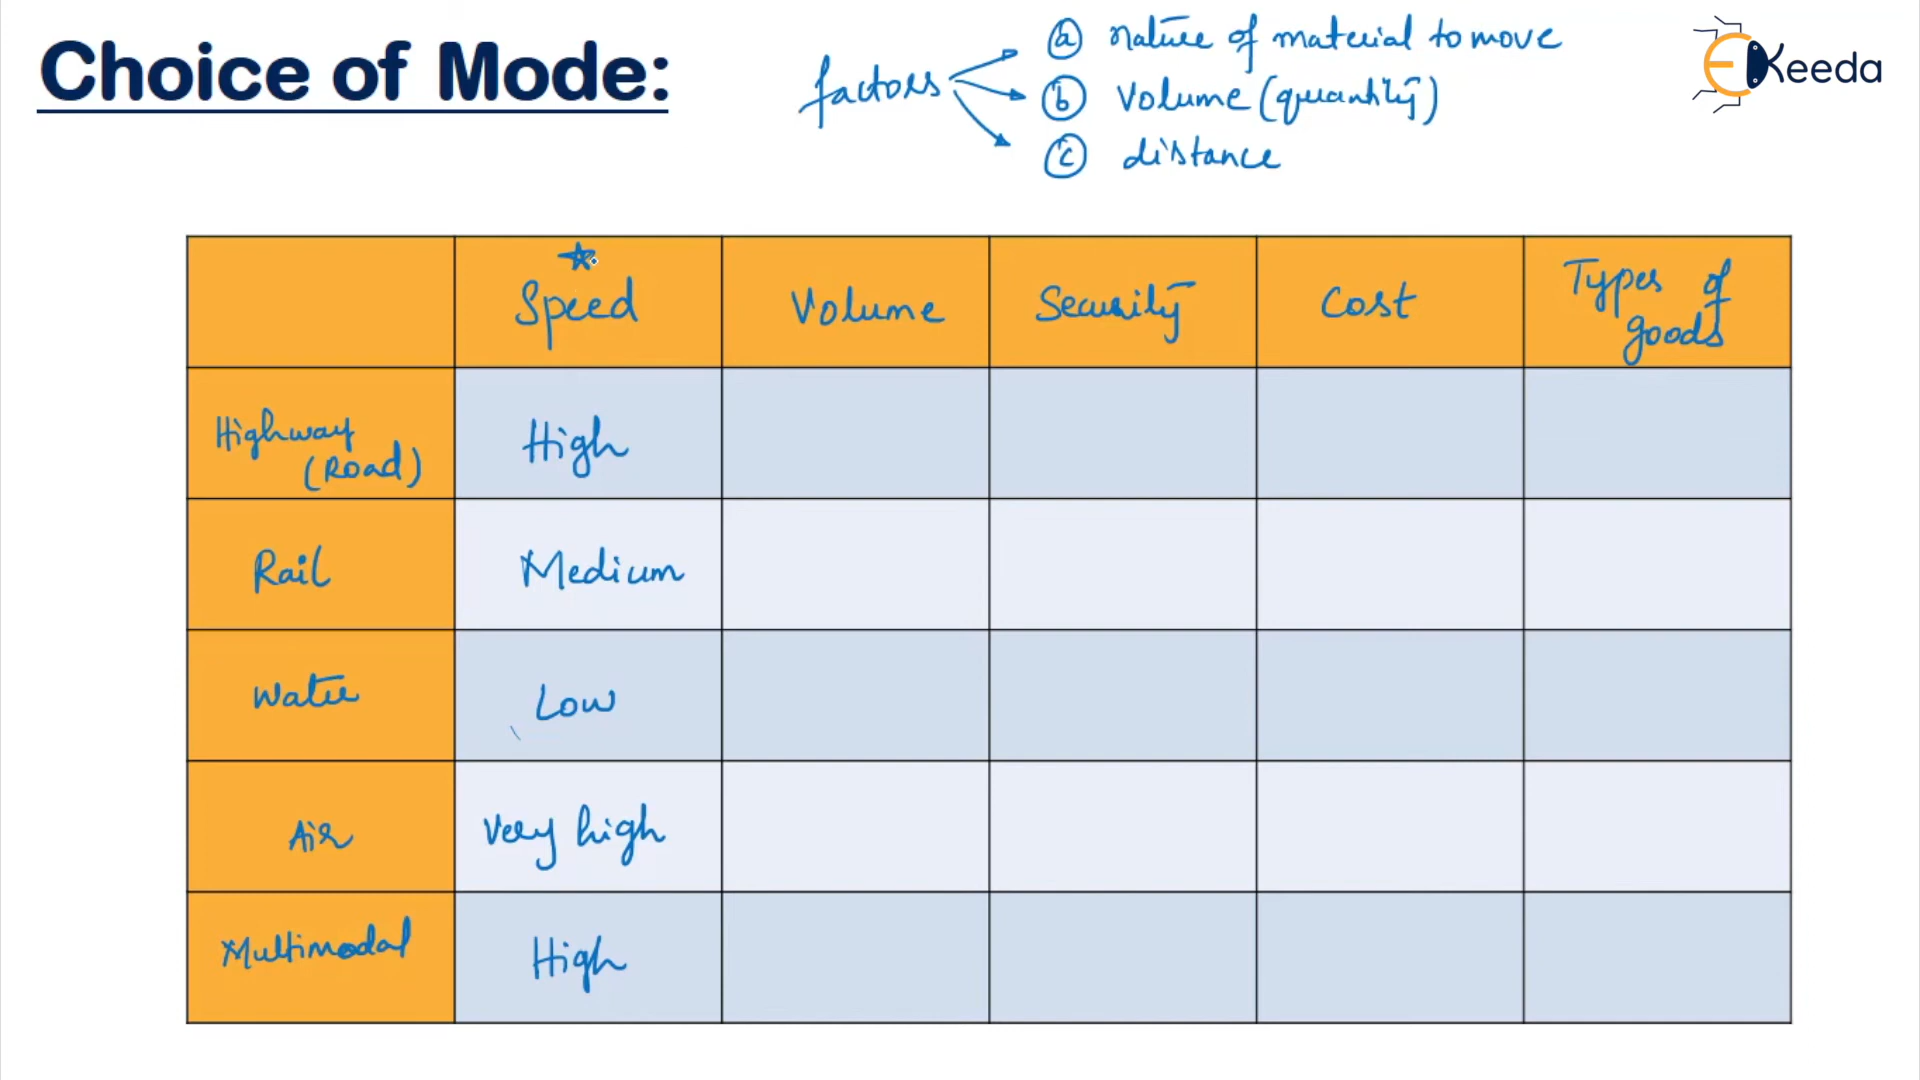 Choice of Mode:
factors
(a) nature of material to move
(b) Volume (quantity)
(c) distance
EKeeda
Speed
Volume
Security
Cost
Types of
goods
Highway
(Road)
High
Rail
Medium
Water
Low
Air
Very high
Multimodal
High